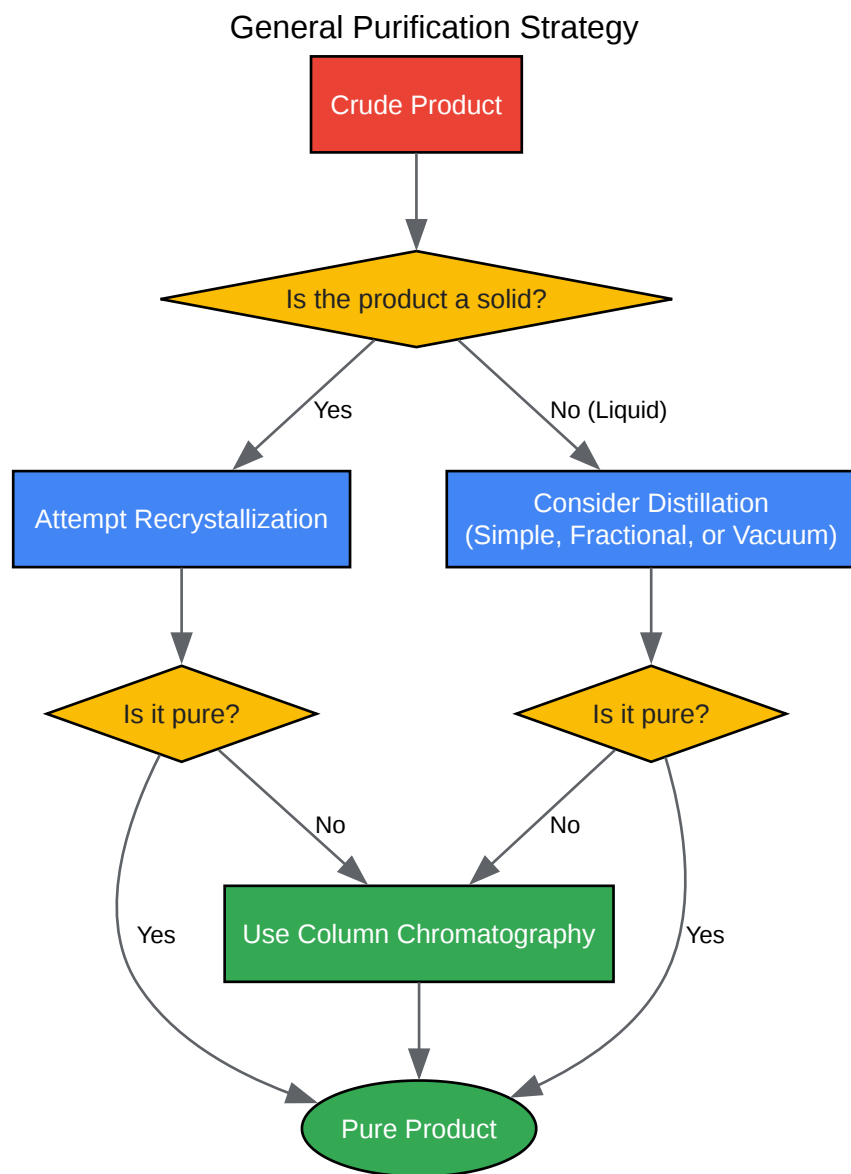 General Purification Strategy
Crude Product
Is the product a solid?
Yes
No (Liquid)
Attempt Recrystallization
Consider Distillation
(Simple, Fractional, or Vacuum)
Is it pure?
Is it pure?
No
No
Yes
Use Column Chromatography
Yes
Pure Product